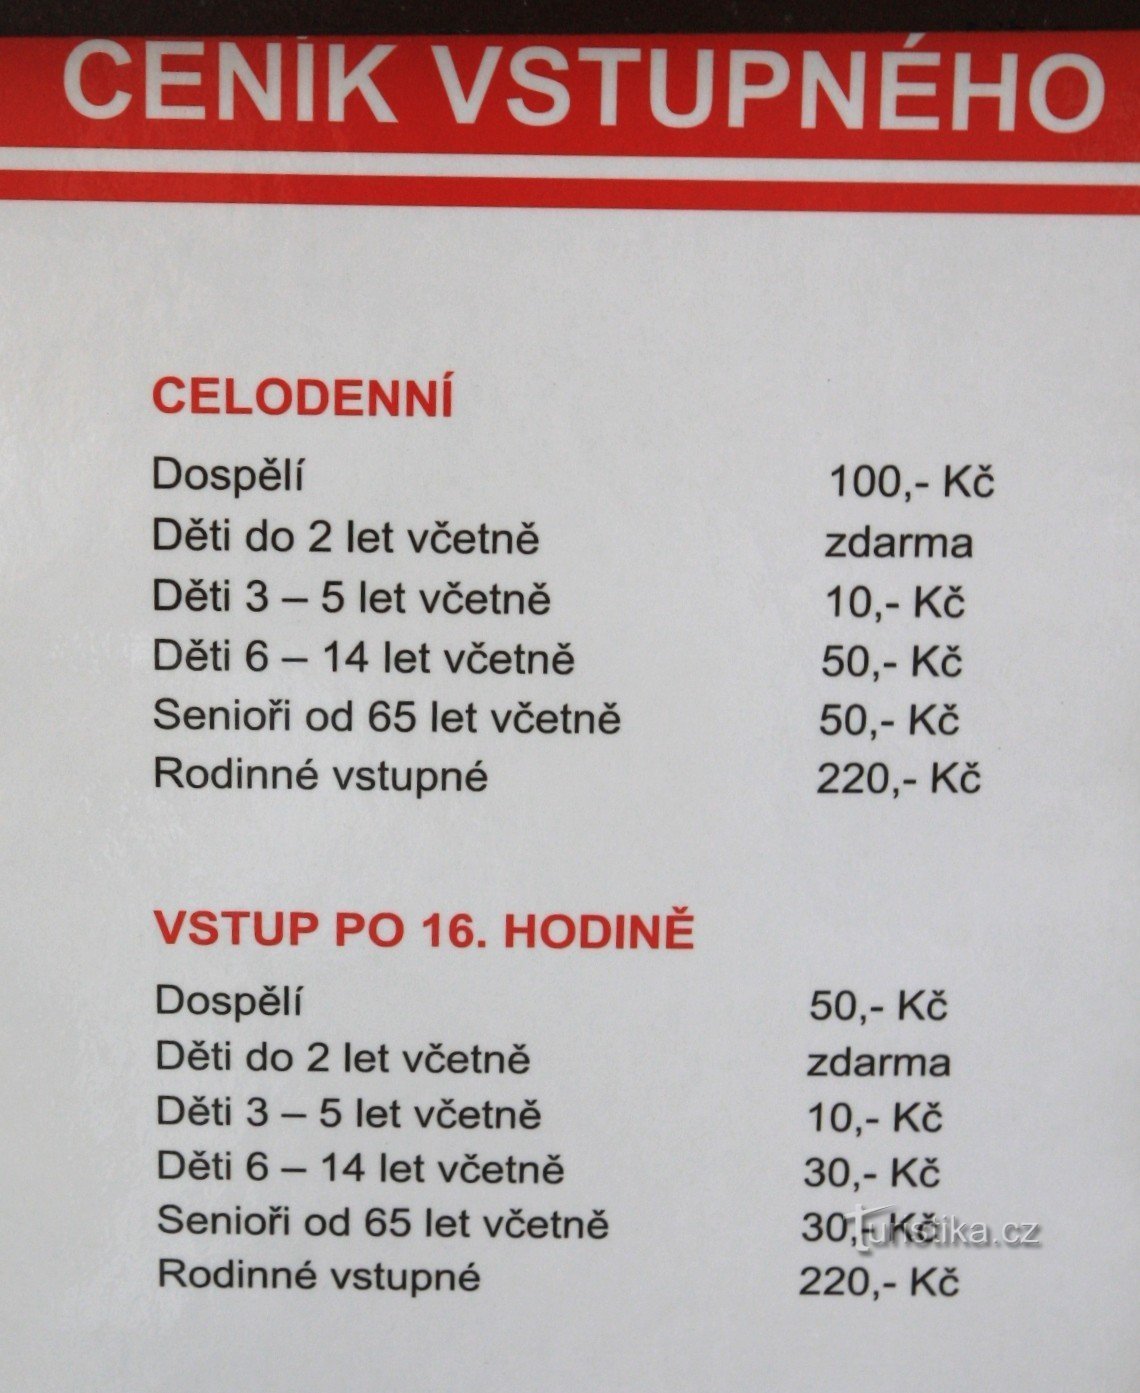 CENÍK VSTUPNÉHO
CELODENNÍ
Dospělí 100,- Kč
Děti do 2 let včetně zdarma
Děti 3 – 5 let včetně 10,- Kč
Děti 6 – 14 let včetně 50,- Kč
Senioři od 65 let včetně 50,- Kč
Rodinné vstupné 220,- Kč
VSTUP PO 16. HODINĚ
Dospělí 50,- Kč
Děti do 2 let včetně zdarma
Děti 3 – 5 let včetně 10,- Kč
Děti 6 – 14 let včetně 30,- Kč
Senioři od 65 let včetně 30,- Kč
turistika.cz
Rodinné vstupné 220,- Kč